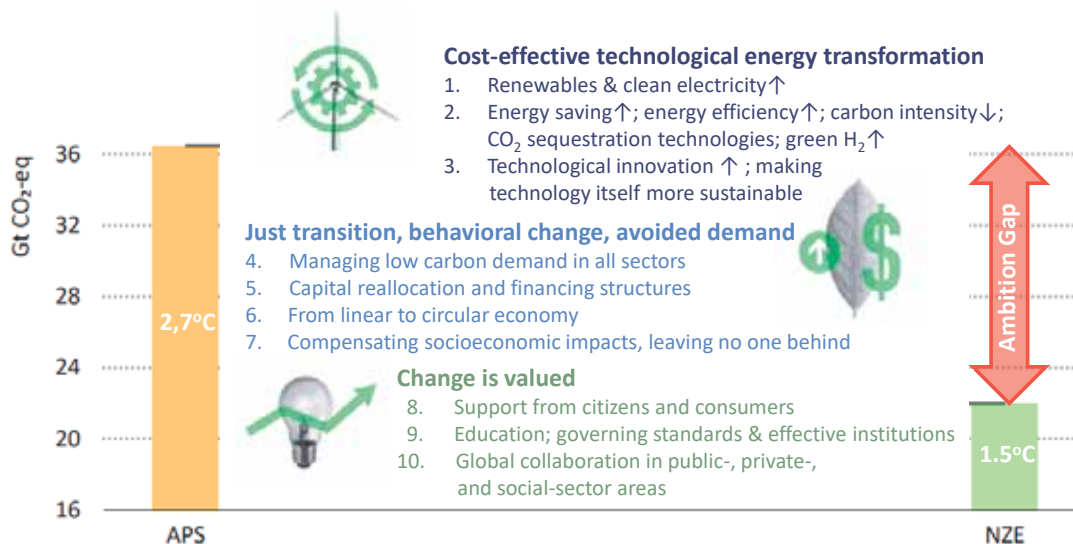 Cost-effective technological energy transformation
1. Renewables & clean electricity↑
2. Energy saving↑; energy efficiency↑; carbon intensity↓;
CO₂ sequestration technologies; green H₂↑
3. Technological innovation ↑ ; making
technology itself more sustainable
Just transition, behavioral change, avoided demand
4. Managing low carbon demand in all sectors
5. Capital reallocation and financing structures
6. From linear to circular economy
7. Compensating socioeconomic impacts, leaving no one behind
Change is valued
8. Support from citizens and consumers
9. Education; governing standards & effective institutions
10. Global collaboration in public-, private-,
and social-sector areas
Gt CO₂-eq
36
32
28
24
20
16
2,7°C
APS
Ambition Gap
1.5°C
NZE
$